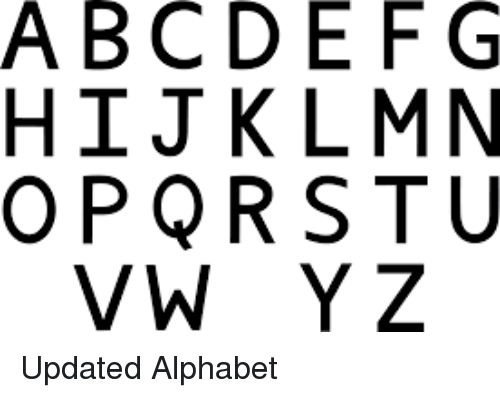 A B C D E F G
H I J K L M N
O P Q R S T U
V W Y Z
Updated Alphabet